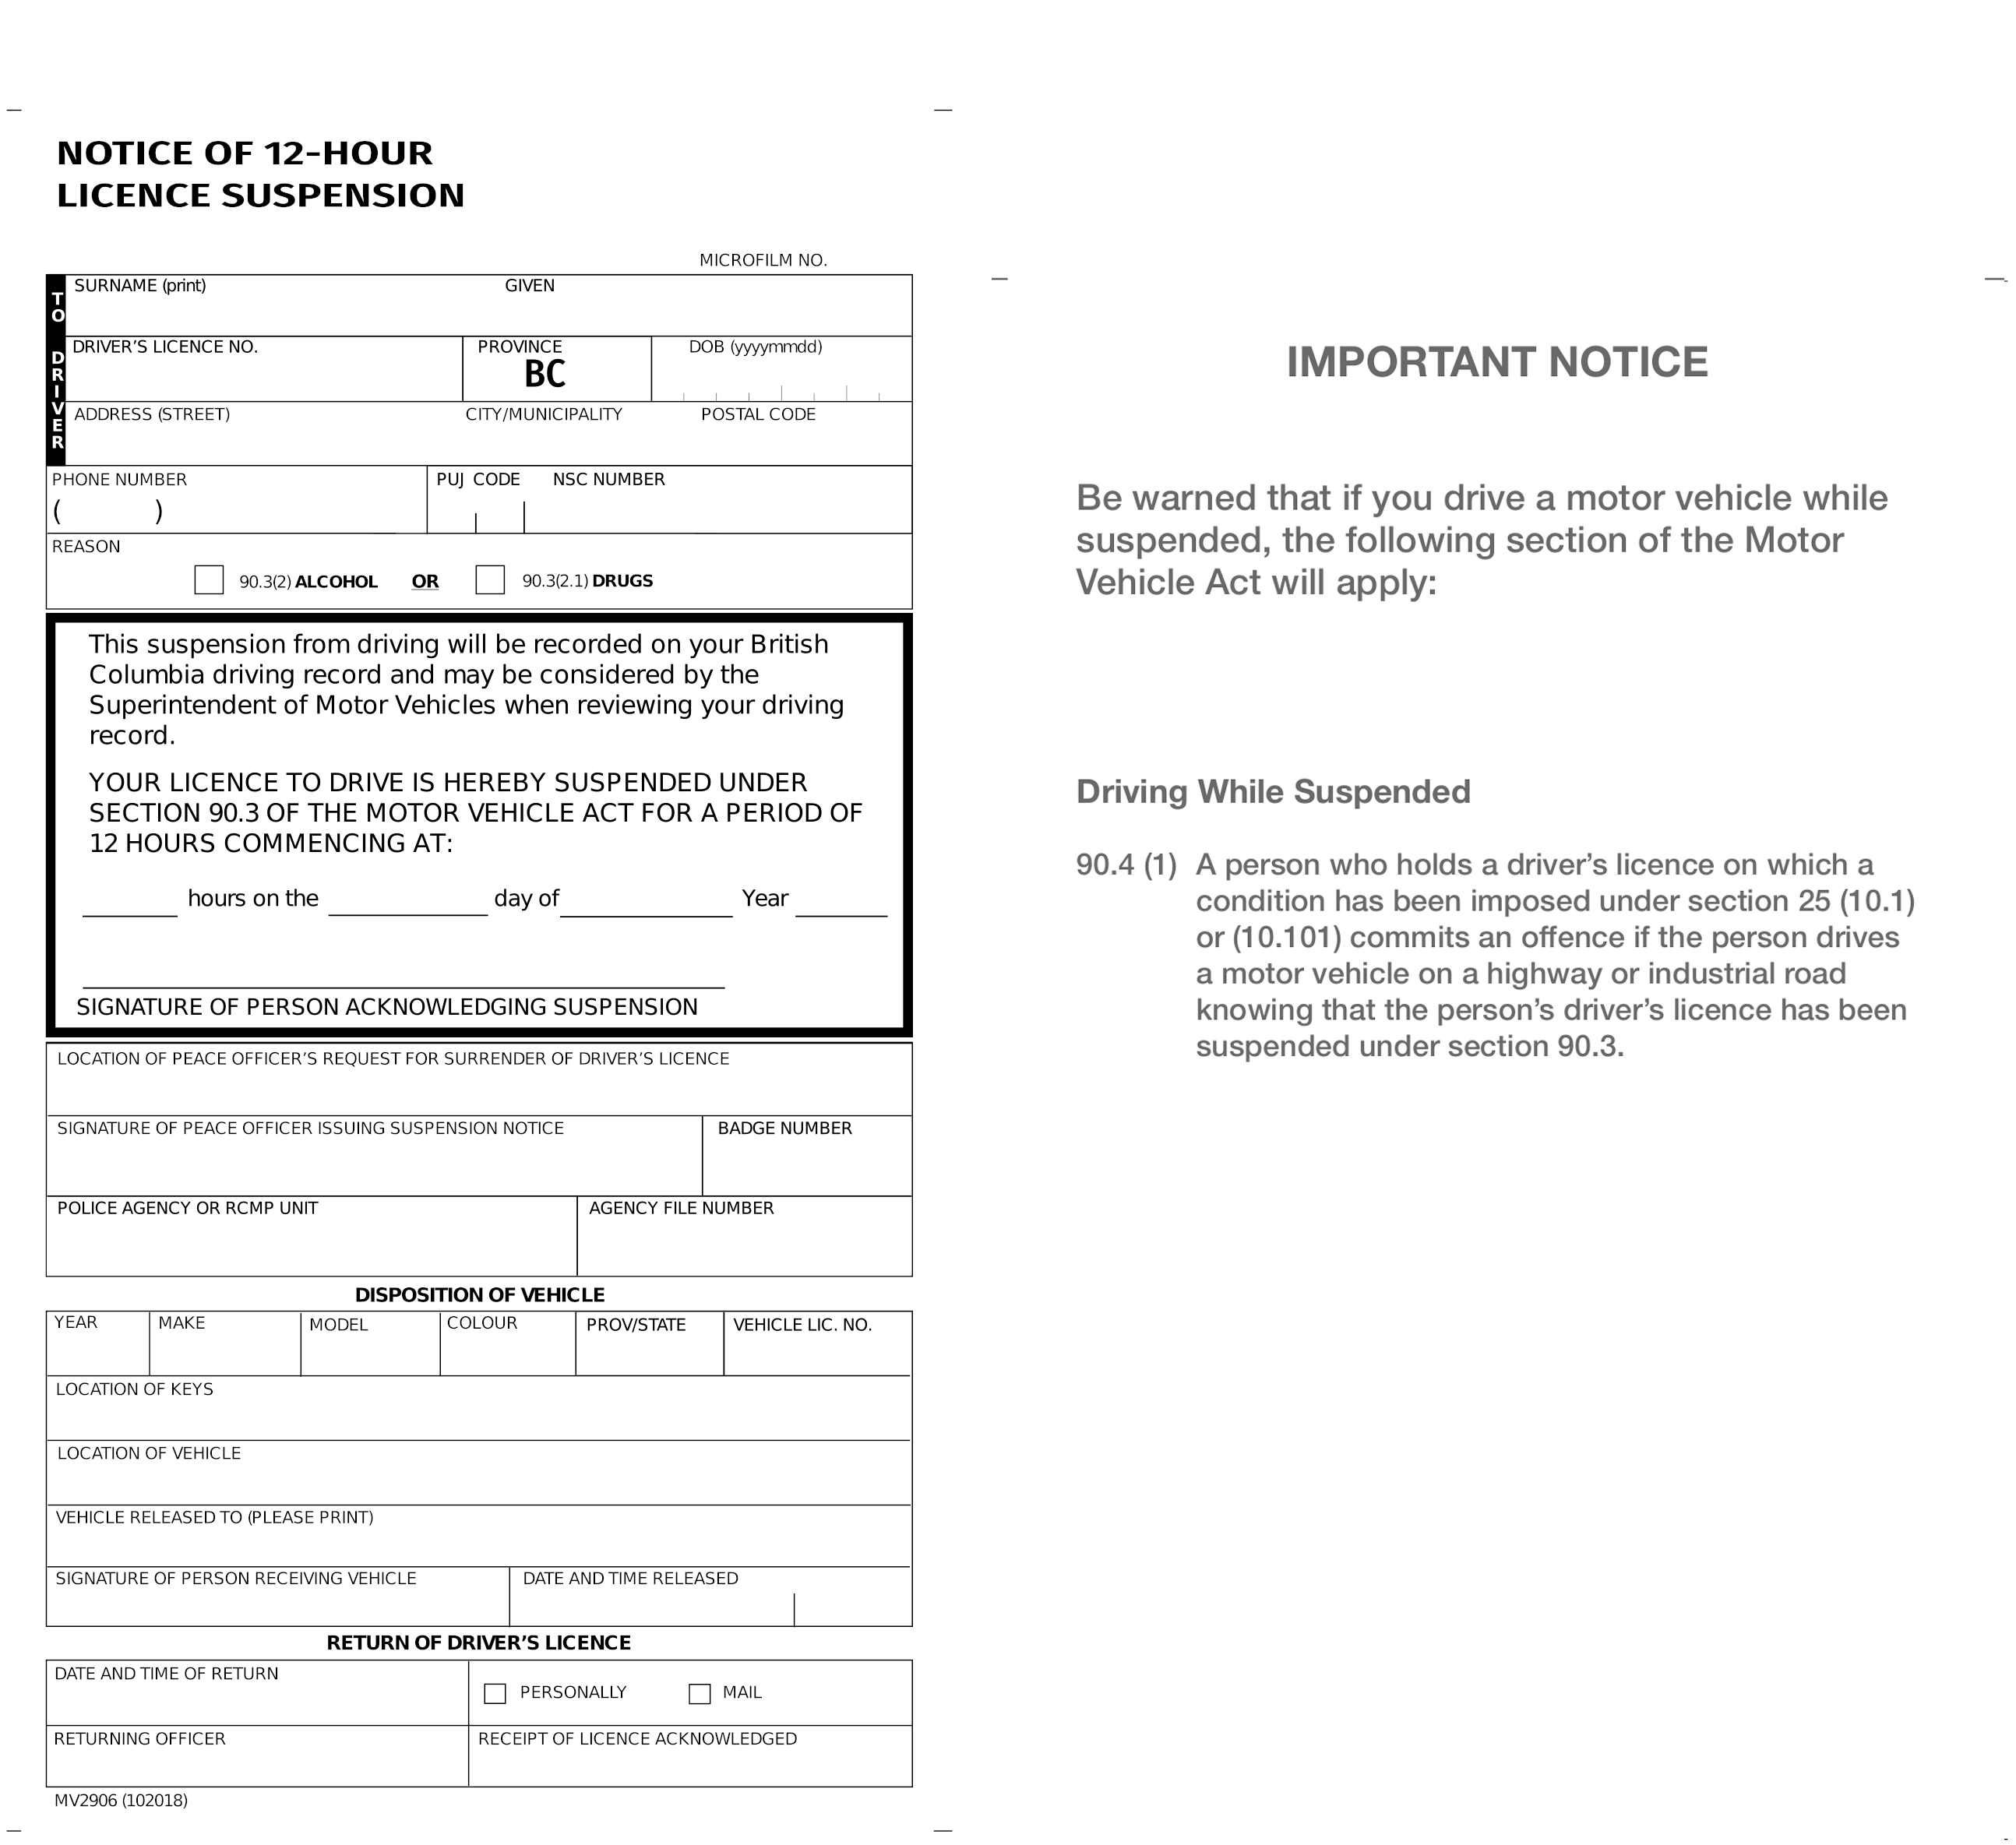 NOTICE OF 12-HOUR
LICENCE SUSPENSION
MICROFILM NO.
TO DRIVER
SURNAME (print) GIVEN
DRIVER'S LICENCE NO. PROVINCE DOB (yyyymmdd)
BC
ADDRESS (STREET) CITY/MUNICIPALITY POSTAL CODE
PHONE NUMBER PUJ CODE NSC NUMBER
( )
REASON
90.3(2) ALCOHOL OR 90.3(2.1) DRUGS
This suspension from driving will be recorded on your British
Columbia driving record and may be considered by the
Superintendent of Motor Vehicles when reviewing your driving
record.
YOUR LICENCE TO DRIVE IS HEREBY SUSPENDED UNDER
SECTION 90.3 OF THE MOTOR VEHICLE ACT FOR A PERIOD OF
12 HOURS COMMENCING AT:
hours on the day of Year
SIGNATURE OF PERSON ACKNOWLEDGING SUSPENSION
LOCATION OF PEACE OFFICER'S REQUEST FOR SURRENDER OF DRIVER'S LICENCE
SIGNATURE OF PEACE OFFICER ISSUING SUSPENSION NOTICE BADGE NUMBER
POLICE AGENCY OR RCMP UNIT AGENCY FILE NUMBER
DISPOSITION OF VEHICLE
YEAR MAKE MODEL COLOUR PROV/STATE VEHICLE LIC. NO.
LOCATION OF KEYS
LOCATION OF VEHICLE
VEHICLE RELEASED TO (PLEASE PRINT)
SIGNATURE OF PERSON RECEIVING VEHICLE DATE AND TIME RELEASED
RETURN OF DRIVER'S LICENCE
DATE AND TIME OF RETURN PERSONALLY MAIL
RETURNING OFFICER RECEIPT OF LICENCE ACKNOWLEDGED
MV2906 (102018)
IMPORTANT NOTICE
Be warned that if you drive a motor vehicle while
suspended, the following section of the Motor
Vehicle Act will apply:
Driving While Suspended
90.4 (1) A person who holds a driver's licence on which a
condition has been imposed under section 25 (10.1)
or (10.101) commits an offence if the person drives
a motor vehicle on a highway or industrial road
knowing that the person's driver's licence has been
suspended under section 90.3.